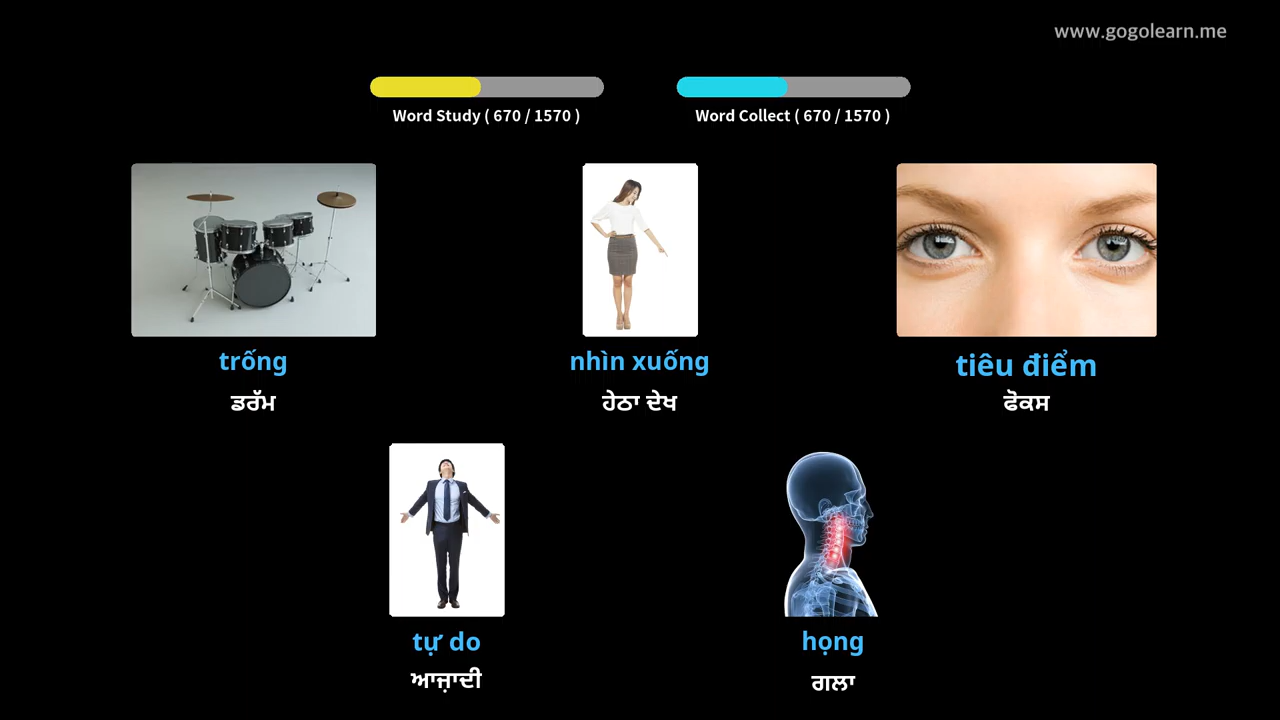 www.gogolearn.me
Word Study ( 670 / 1570 )
Word Collect ( 670 / 1570 )
trống
nhìn xuống
tiêu điểm
ਡਰੱਮ
ਹੇਠਾ ਦੇਖ
ਫੋਕਸ
tự do
họng
ਆਜ਼ਾਦੀ
ਗਲਾ